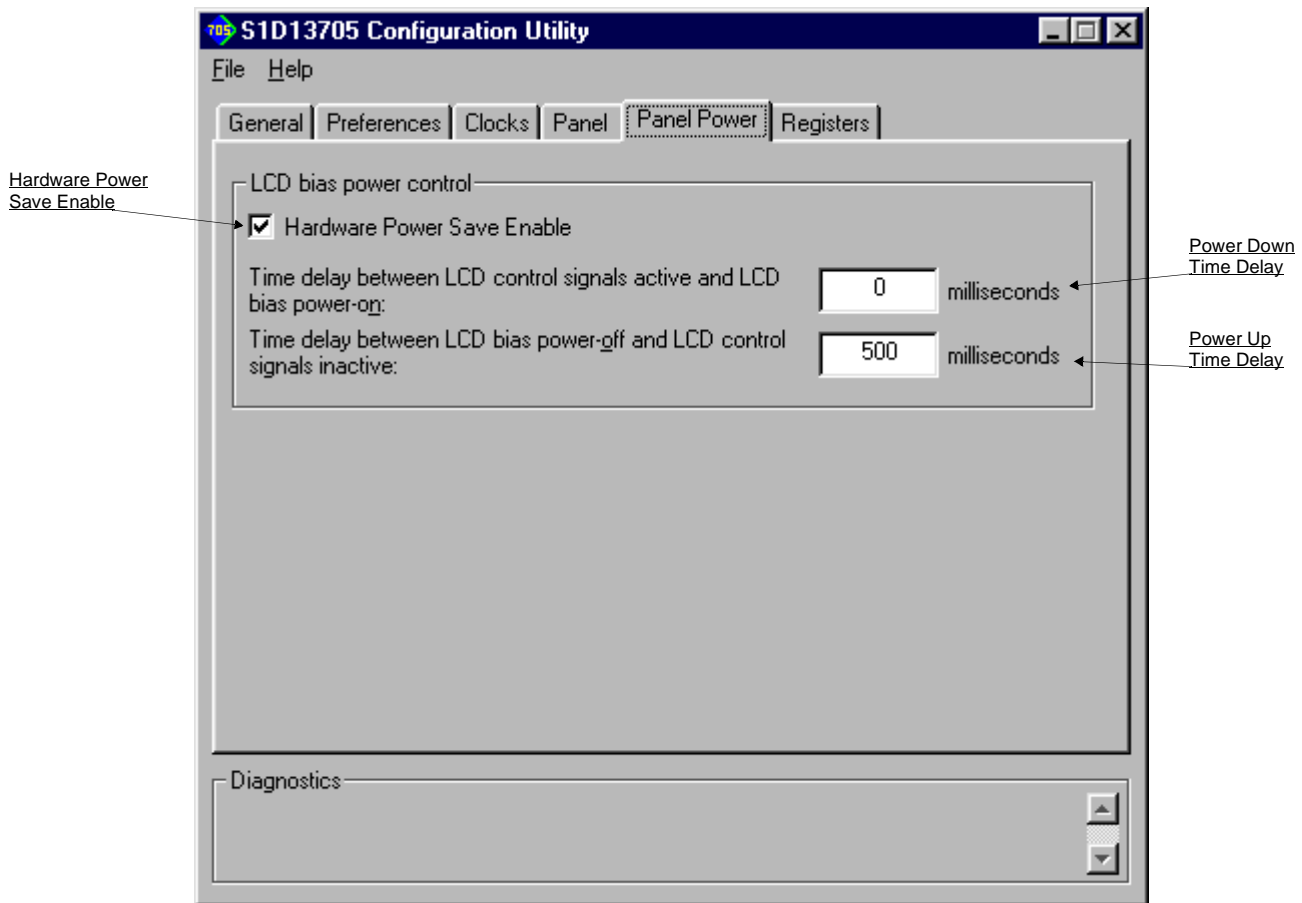 705 S1D13705 Configuration Utility
File Help
General Preferences Clocks Panel Panel Power Registers
Hardware Power
Save Enable
LCD bias power control
Hardware Power Save Enable
Time delay between LCD control signals active and LCD
bias power-on:
0 milliseconds
Power Down
Time Delay
Time delay between LCD bias power-off and LCD control
signals inactive:
500 milliseconds
Power Up
Time Delay
Diagnostics